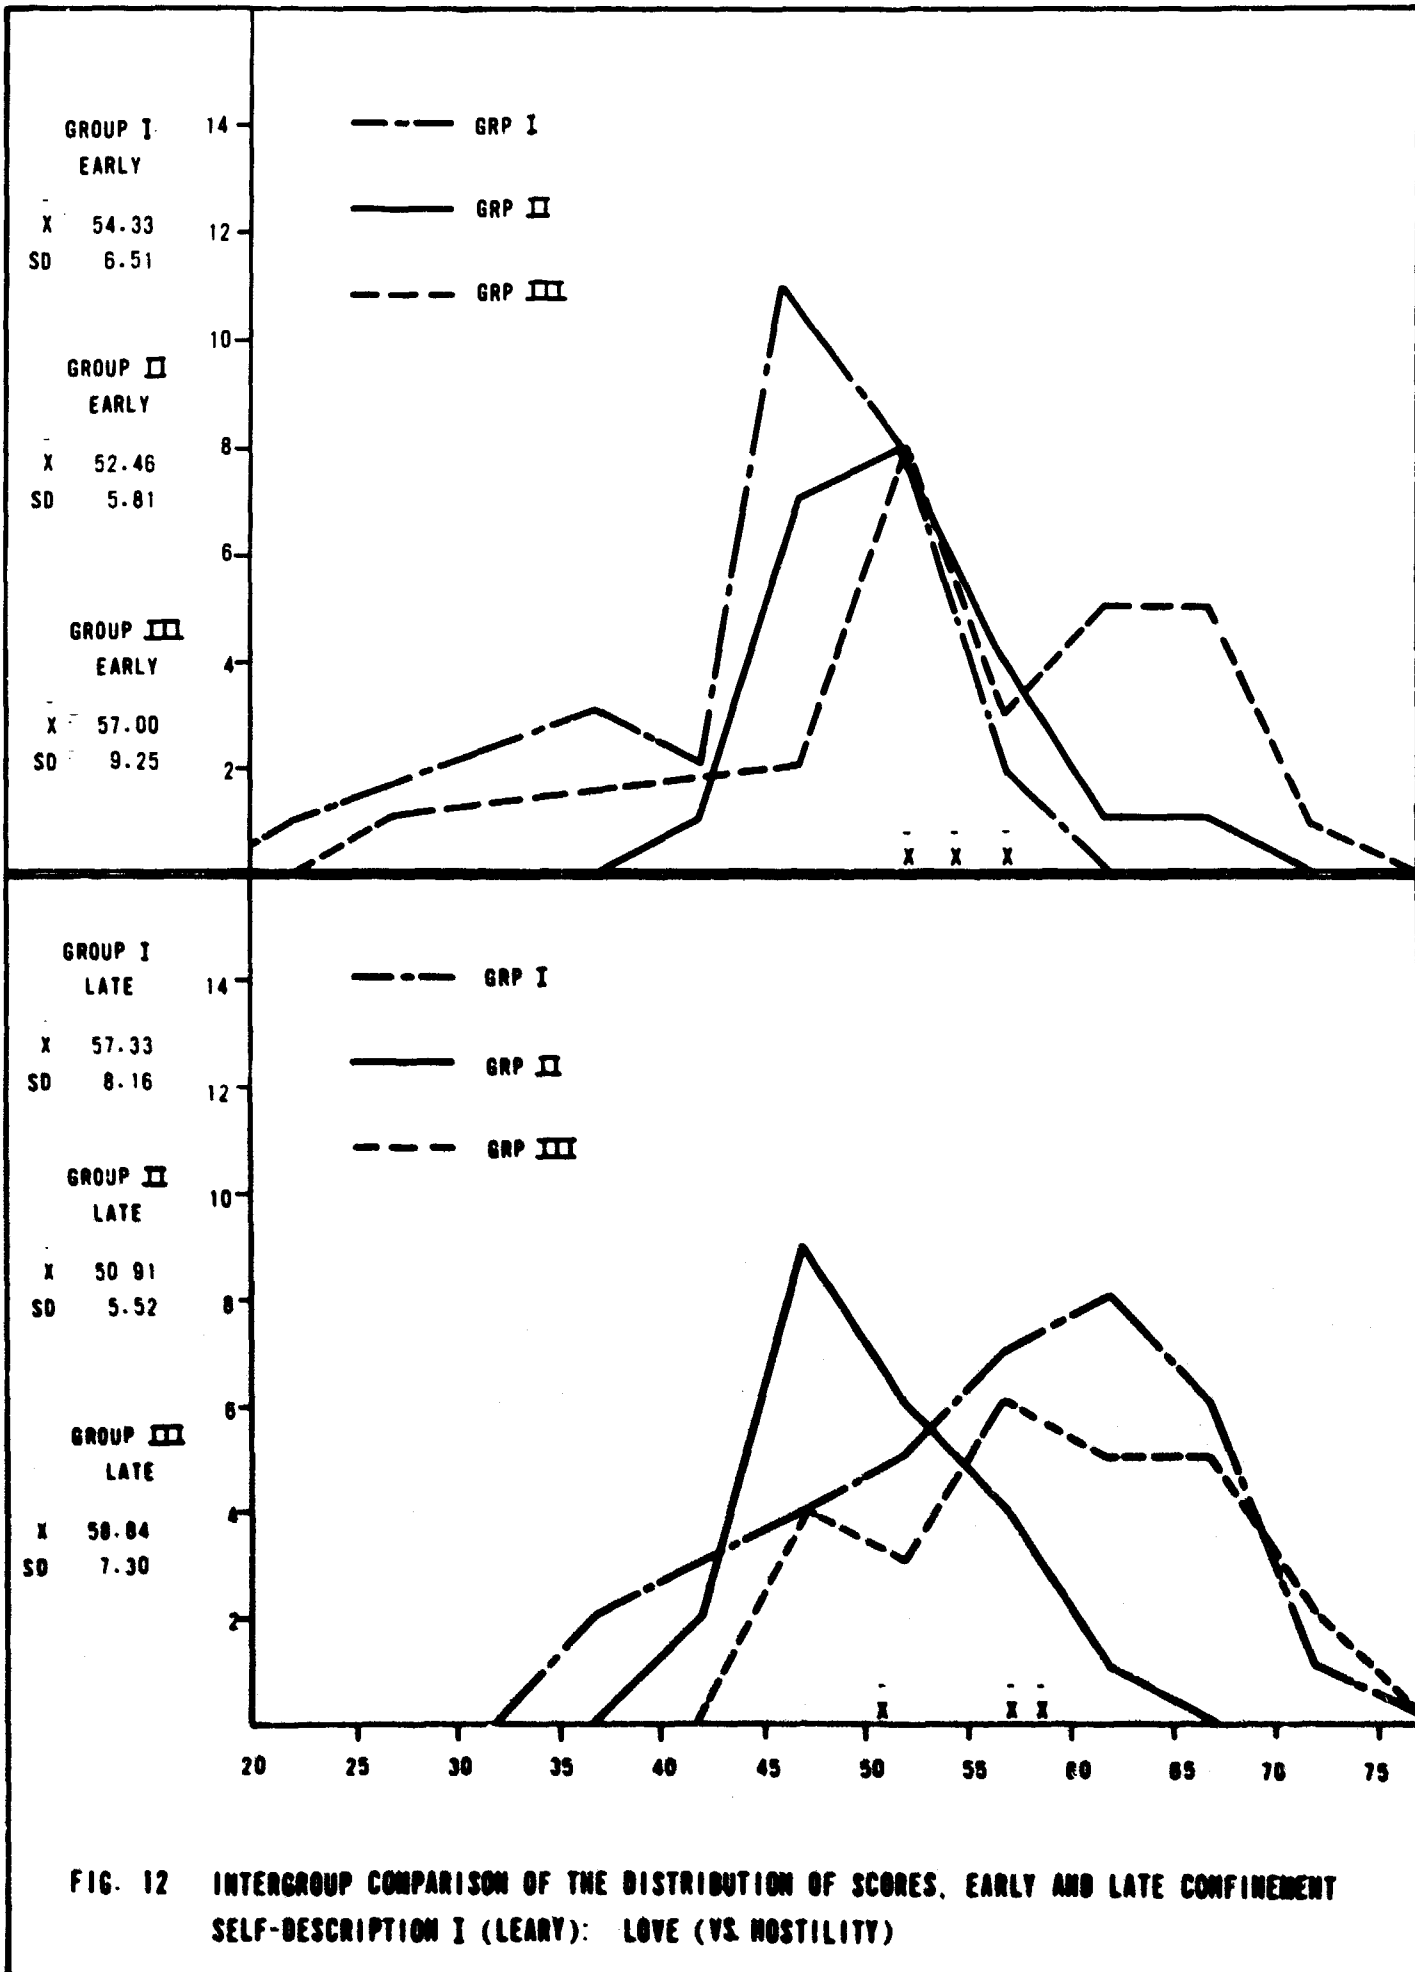 GROUP I
EARLY
X 54.33
SD 6.51
GROUP II
EARLY
X 52.46
SD 5.81
GROUP III
EARLY
X 57.00
SD 9.25
14
12
10
8
6
4
2
GRP I
GRP II
GRP III
X X X
GROUP I
LATE
X 57.33
SD 8.16
GROUP II
LATE
X 50 91
SD 5.52
GROUP III
LATE
X 58.84
SD 7.30
14
12
10
8
6
4
2
GRP I
GRP II
GRP III
X X X
20 25 30 35 40 45 50 55 60 65 70 75
FIG. 12 INTERGROUP COMPARISON OF THE DISTRIBUTION OF SCORES, EARLY AND LATE CONFINEMENT
SELF-DESCRIPTION I (LEARY): LOVE (VS. HOSTILITY)